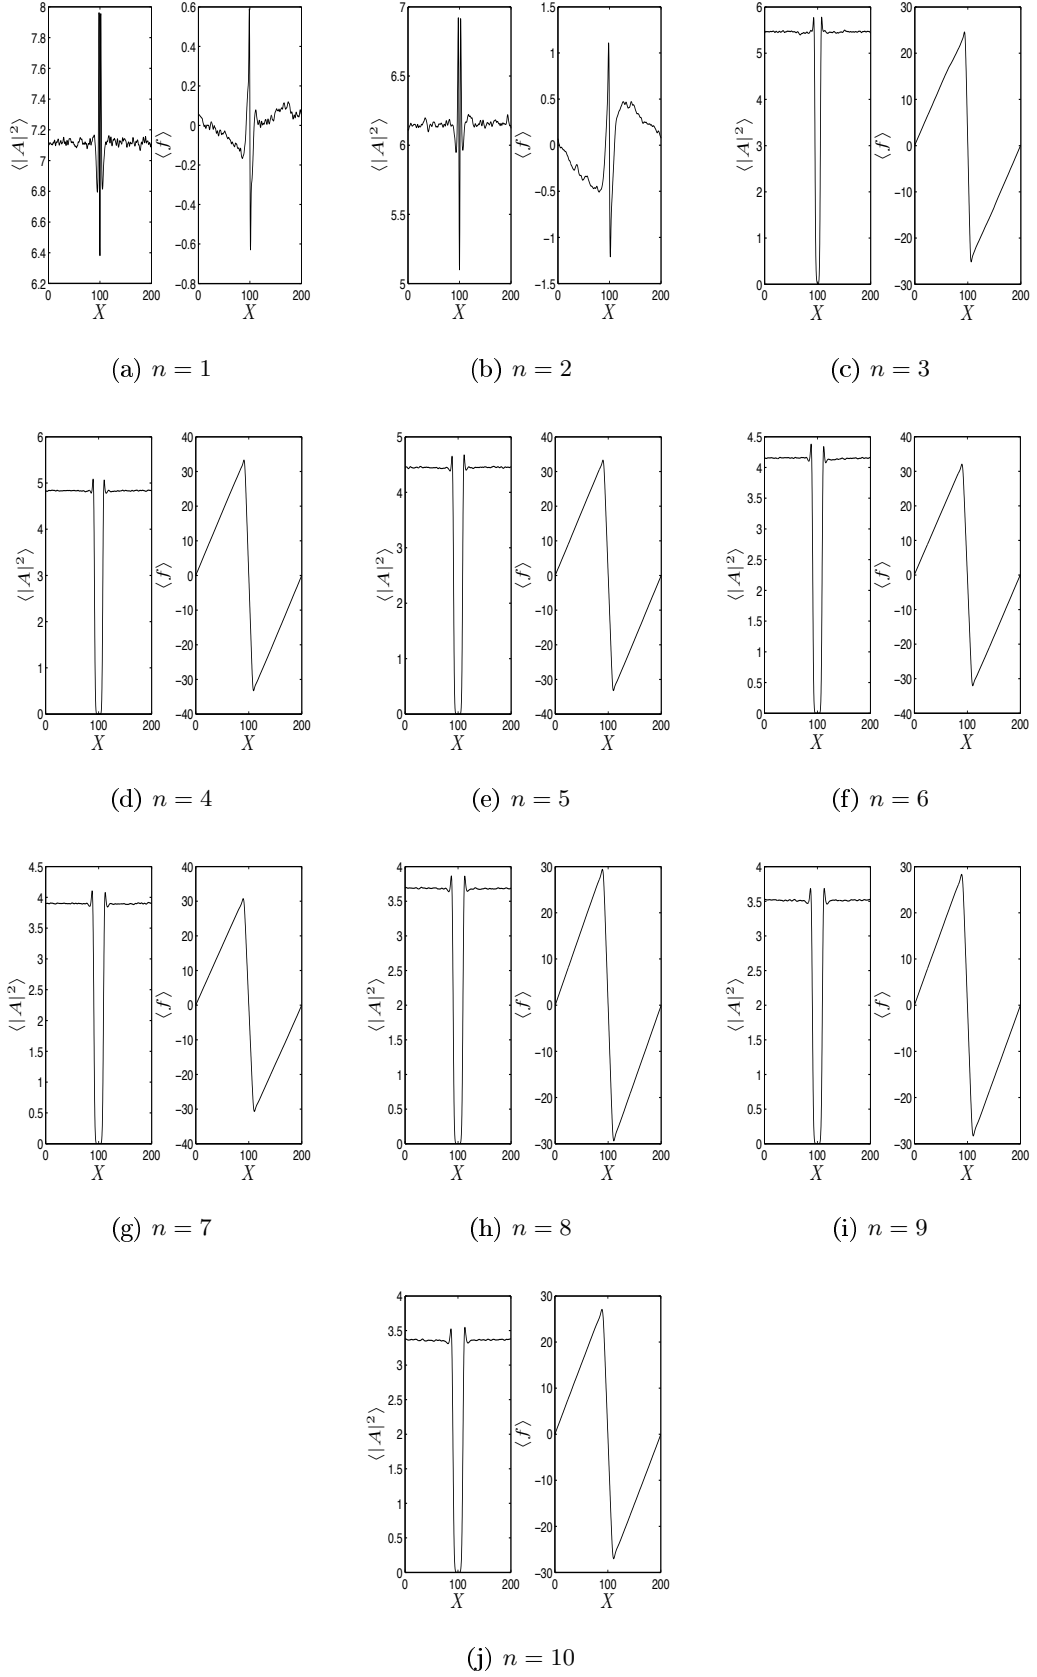 8
7.8
7.6
7.4
7.2
7
6.8
6.6
6.4
6.2
⟨|A|²⟩
0 100 200
X
0.6
0.4
0.2
0
−0.2
−0.4
−0.6
−0.8
⟨f⟩
0 100 200
X
(a) n = 1
7
6.5
6
5.5
5
⟨|A|²⟩
0 100 200
X
1.5
1
0.5
0
−0.5
−1
−1.5
⟨f⟩
0 100 200
X
(b) n = 2
6
5
4
3
2
1
0
⟨|A|²⟩
0 100 200
X
30
20
10
0
−10
−20
−30
⟨f⟩
0 100 200
X
(c) n = 3
6
5
4
3
2
1
0
⟨|A|²⟩
0 100 200
X
40
30
20
10
0
−10
−20
−30
−40
⟨f⟩
0 100 200
X
(d) n = 4
5
4
3
2
1
0
⟨|A|²⟩
0 100 200
X
40
30
20
10
0
−10
−20
−30
−40
⟨f⟩
0 100 200
X
(e) n = 5
4.5
4
3.5
3
2.5
2
1.5
1
0.5
0
⟨|A|²⟩
0 100 200
X
40
30
20
10
0
−10
−20
−30
−40
⟨f⟩
0 100 200
X
(f) n = 6
4.5
4
3.5
3
2.5
2
1.5
1
0.5
0
⟨|A|²⟩
0 100 200
X
40
30
20
10
0
−10
−20
−30
−40
⟨f⟩
0 100 200
X
(g) n = 7
4
3.5
3
2.5
2
1.5
1
0.5
0
⟨|A|²⟩
0 100 200
X
30
20
10
0
−10
−20
−30
⟨f⟩
0 100 200
X
(h) n = 8
4
3.5
3
2.5
2
1.5
1
0.5
0
⟨|A|²⟩
0 100 200
X
30
20
10
0
−10
−20
−30
⟨f⟩
0 100 200
X
(i) n = 9
4
3.5
3
2.5
2
1.5
1
0.5
0
⟨|A|²⟩
0 100 200
X
30
20
10
0
−10
−20
−30
⟨f⟩
0 100 200
X
(j) n = 10